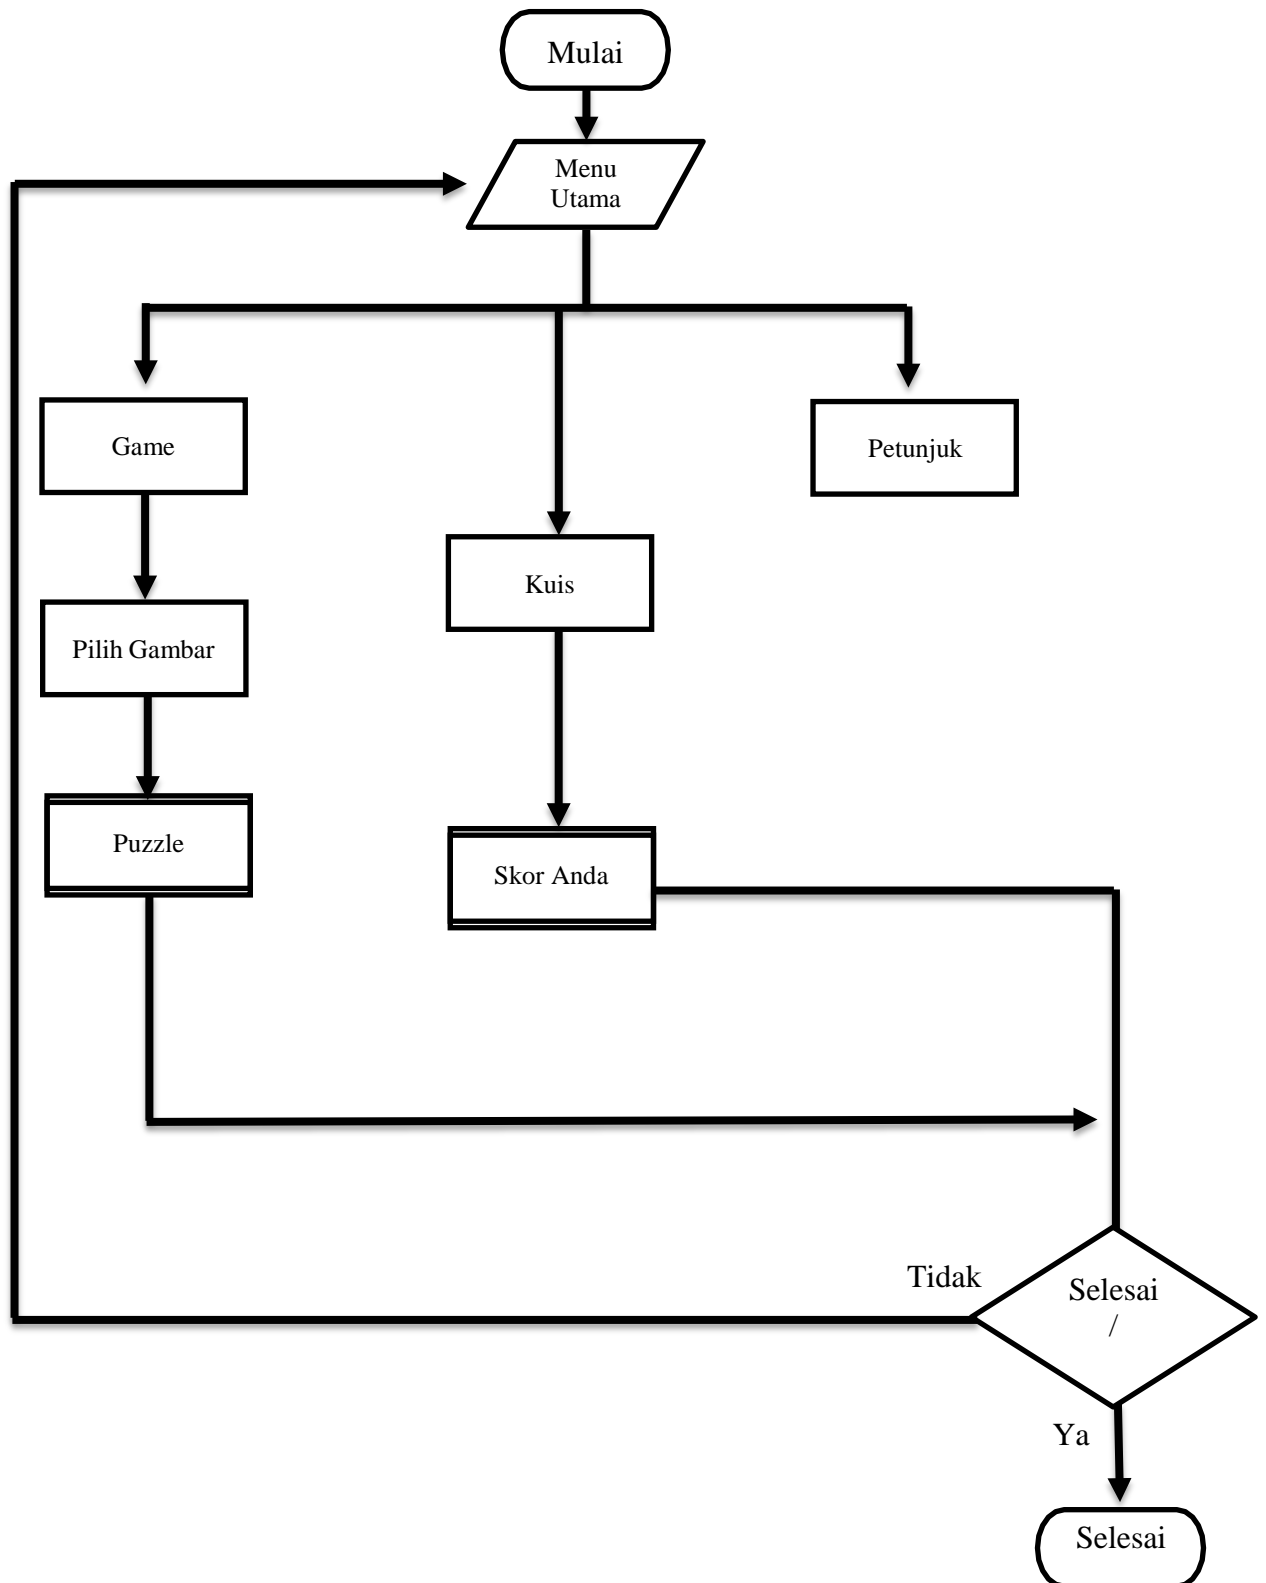 Mulai
Menu
Utama
Game
Petunjuk
Kuis
Pilih Gambar
Puzzle
Skor Anda
Tidak
Selesai
/
Ya
Selesai